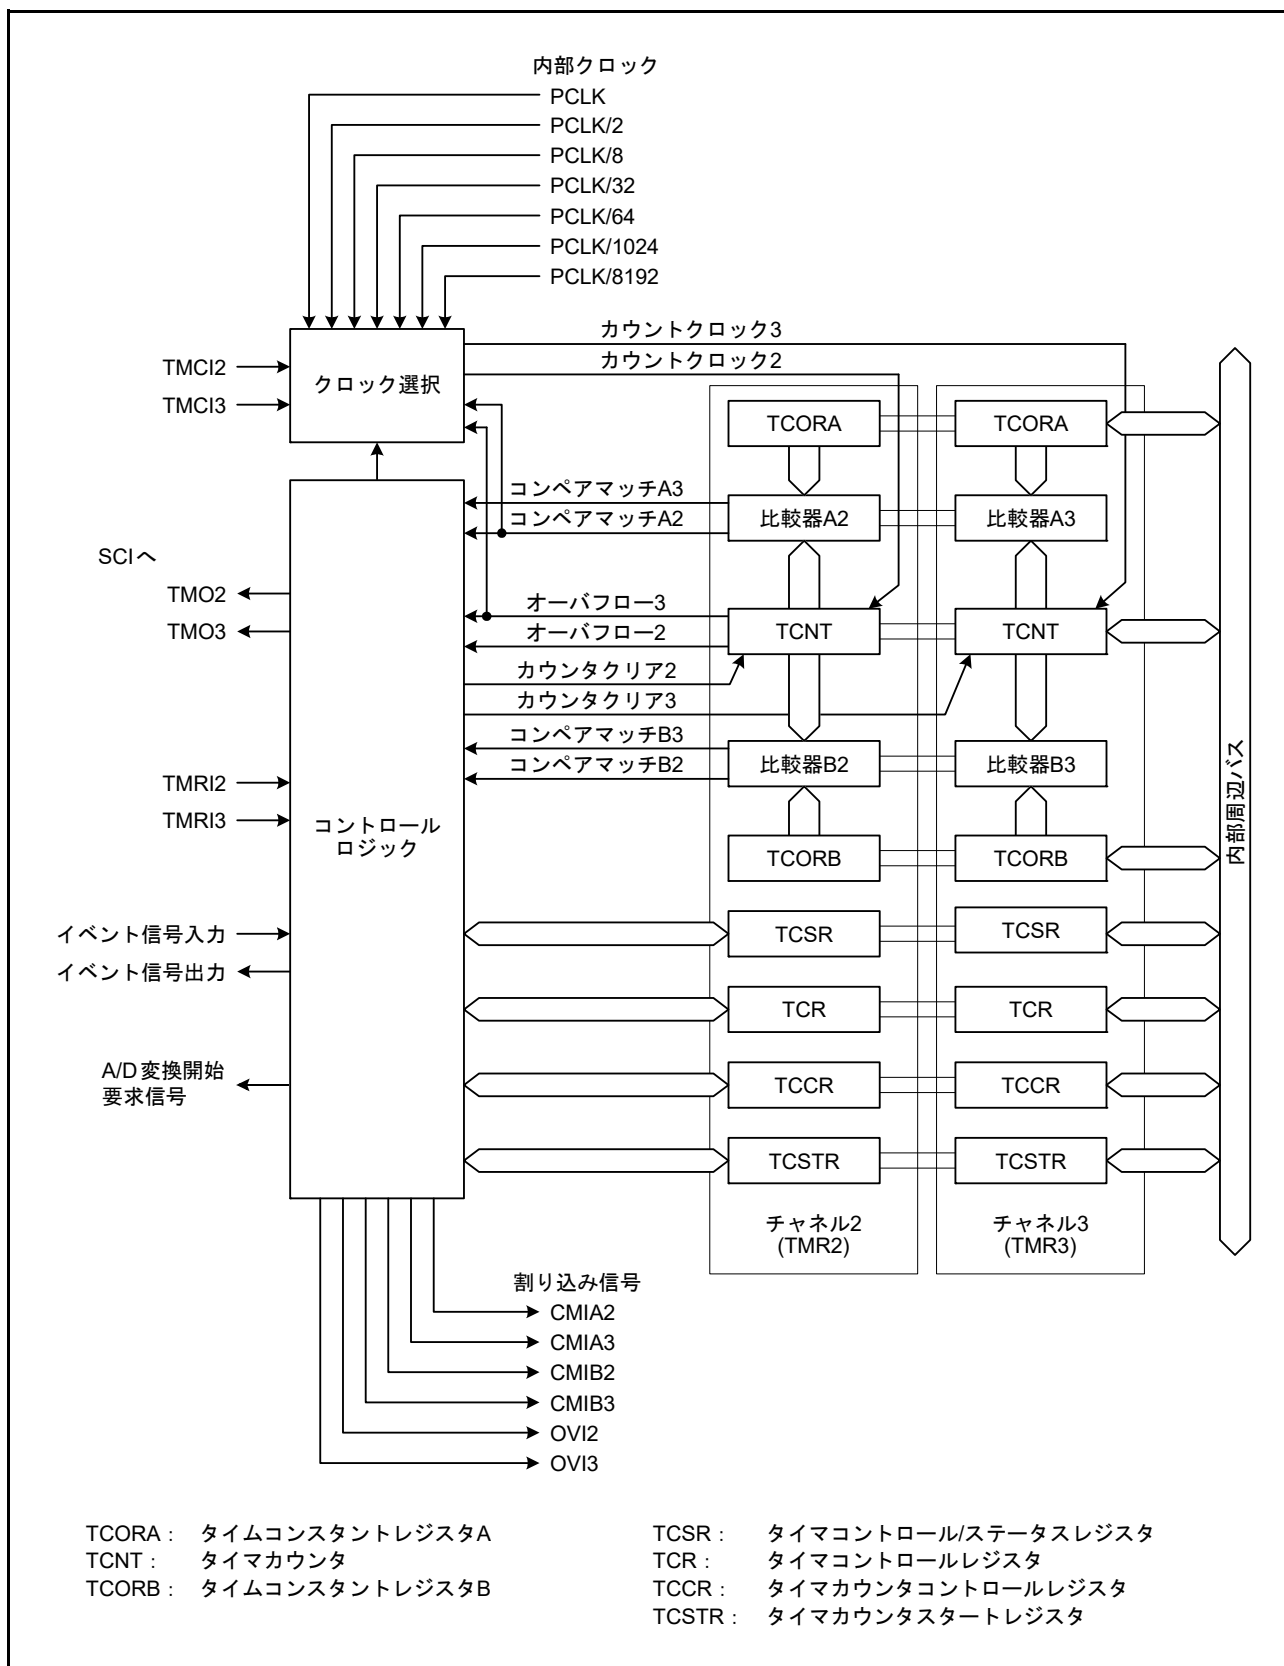 内部クロック
PCLK
PCLK/2
PCLK/8
PCLK/32
PCLK/64
PCLK/1024
PCLK/8192
カウントクロック3
カウントクロック2
TMCI2
TMCI3
クロック選択
TCORA
TCORA
コンペアマッチA3
コンペアマッチA2
比較器A2
比較器A3
SCIへ
TMO2
TMO3
オーバフロー3
オーバフロー2
TCNT
TCNT
カウンタクリア2
カウンタクリア3
コンペアマッチB3
コンペアマッチB2
比較器B2
比較器B3
内部周辺バス
TMRI2
TMRI3
コントロール
ロジック
TCORB
TCORB
イベント信号入力
イベント信号出力
TCSR
TCSR
TCR
TCR
A/D変換開始
要求信号
TCCR
TCCR
TCSTR
TCSTR
チャネル2
(TMR2)
チャネル3
(TMR3)
割り込み信号
CMIA2
CMIA3
CMIB2
CMIB3
OVI2
OVI3
TCORA : タイムコンスタントレジスタA
TCNT : タイマカウンタ
TCORB : タイムコンスタントレジスタB
TCSR : タイマコントロール/ステータスレジスタ
TCR : タイマコントロールレジスタ
TCCR : タイマカウンタコントロールレジスタ
TCSTR : タイマカウンタスタートレジスタ